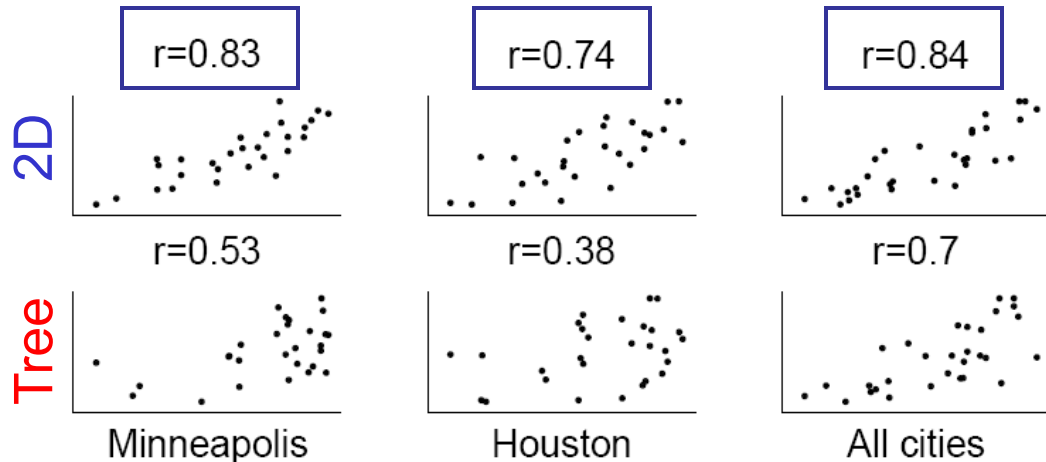 r=0.83
r=0.74
r=0.84
2D
r=0.53
r=0.38
r=0.7
Tree
Minneapolis
Houston
All cities